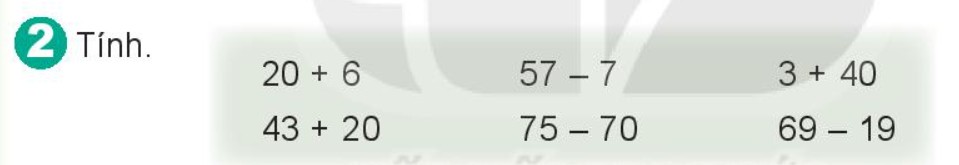 2 Tính.
20 + 6 57 – 7 3 + 40
43 + 20 75 – 70 69 – 19